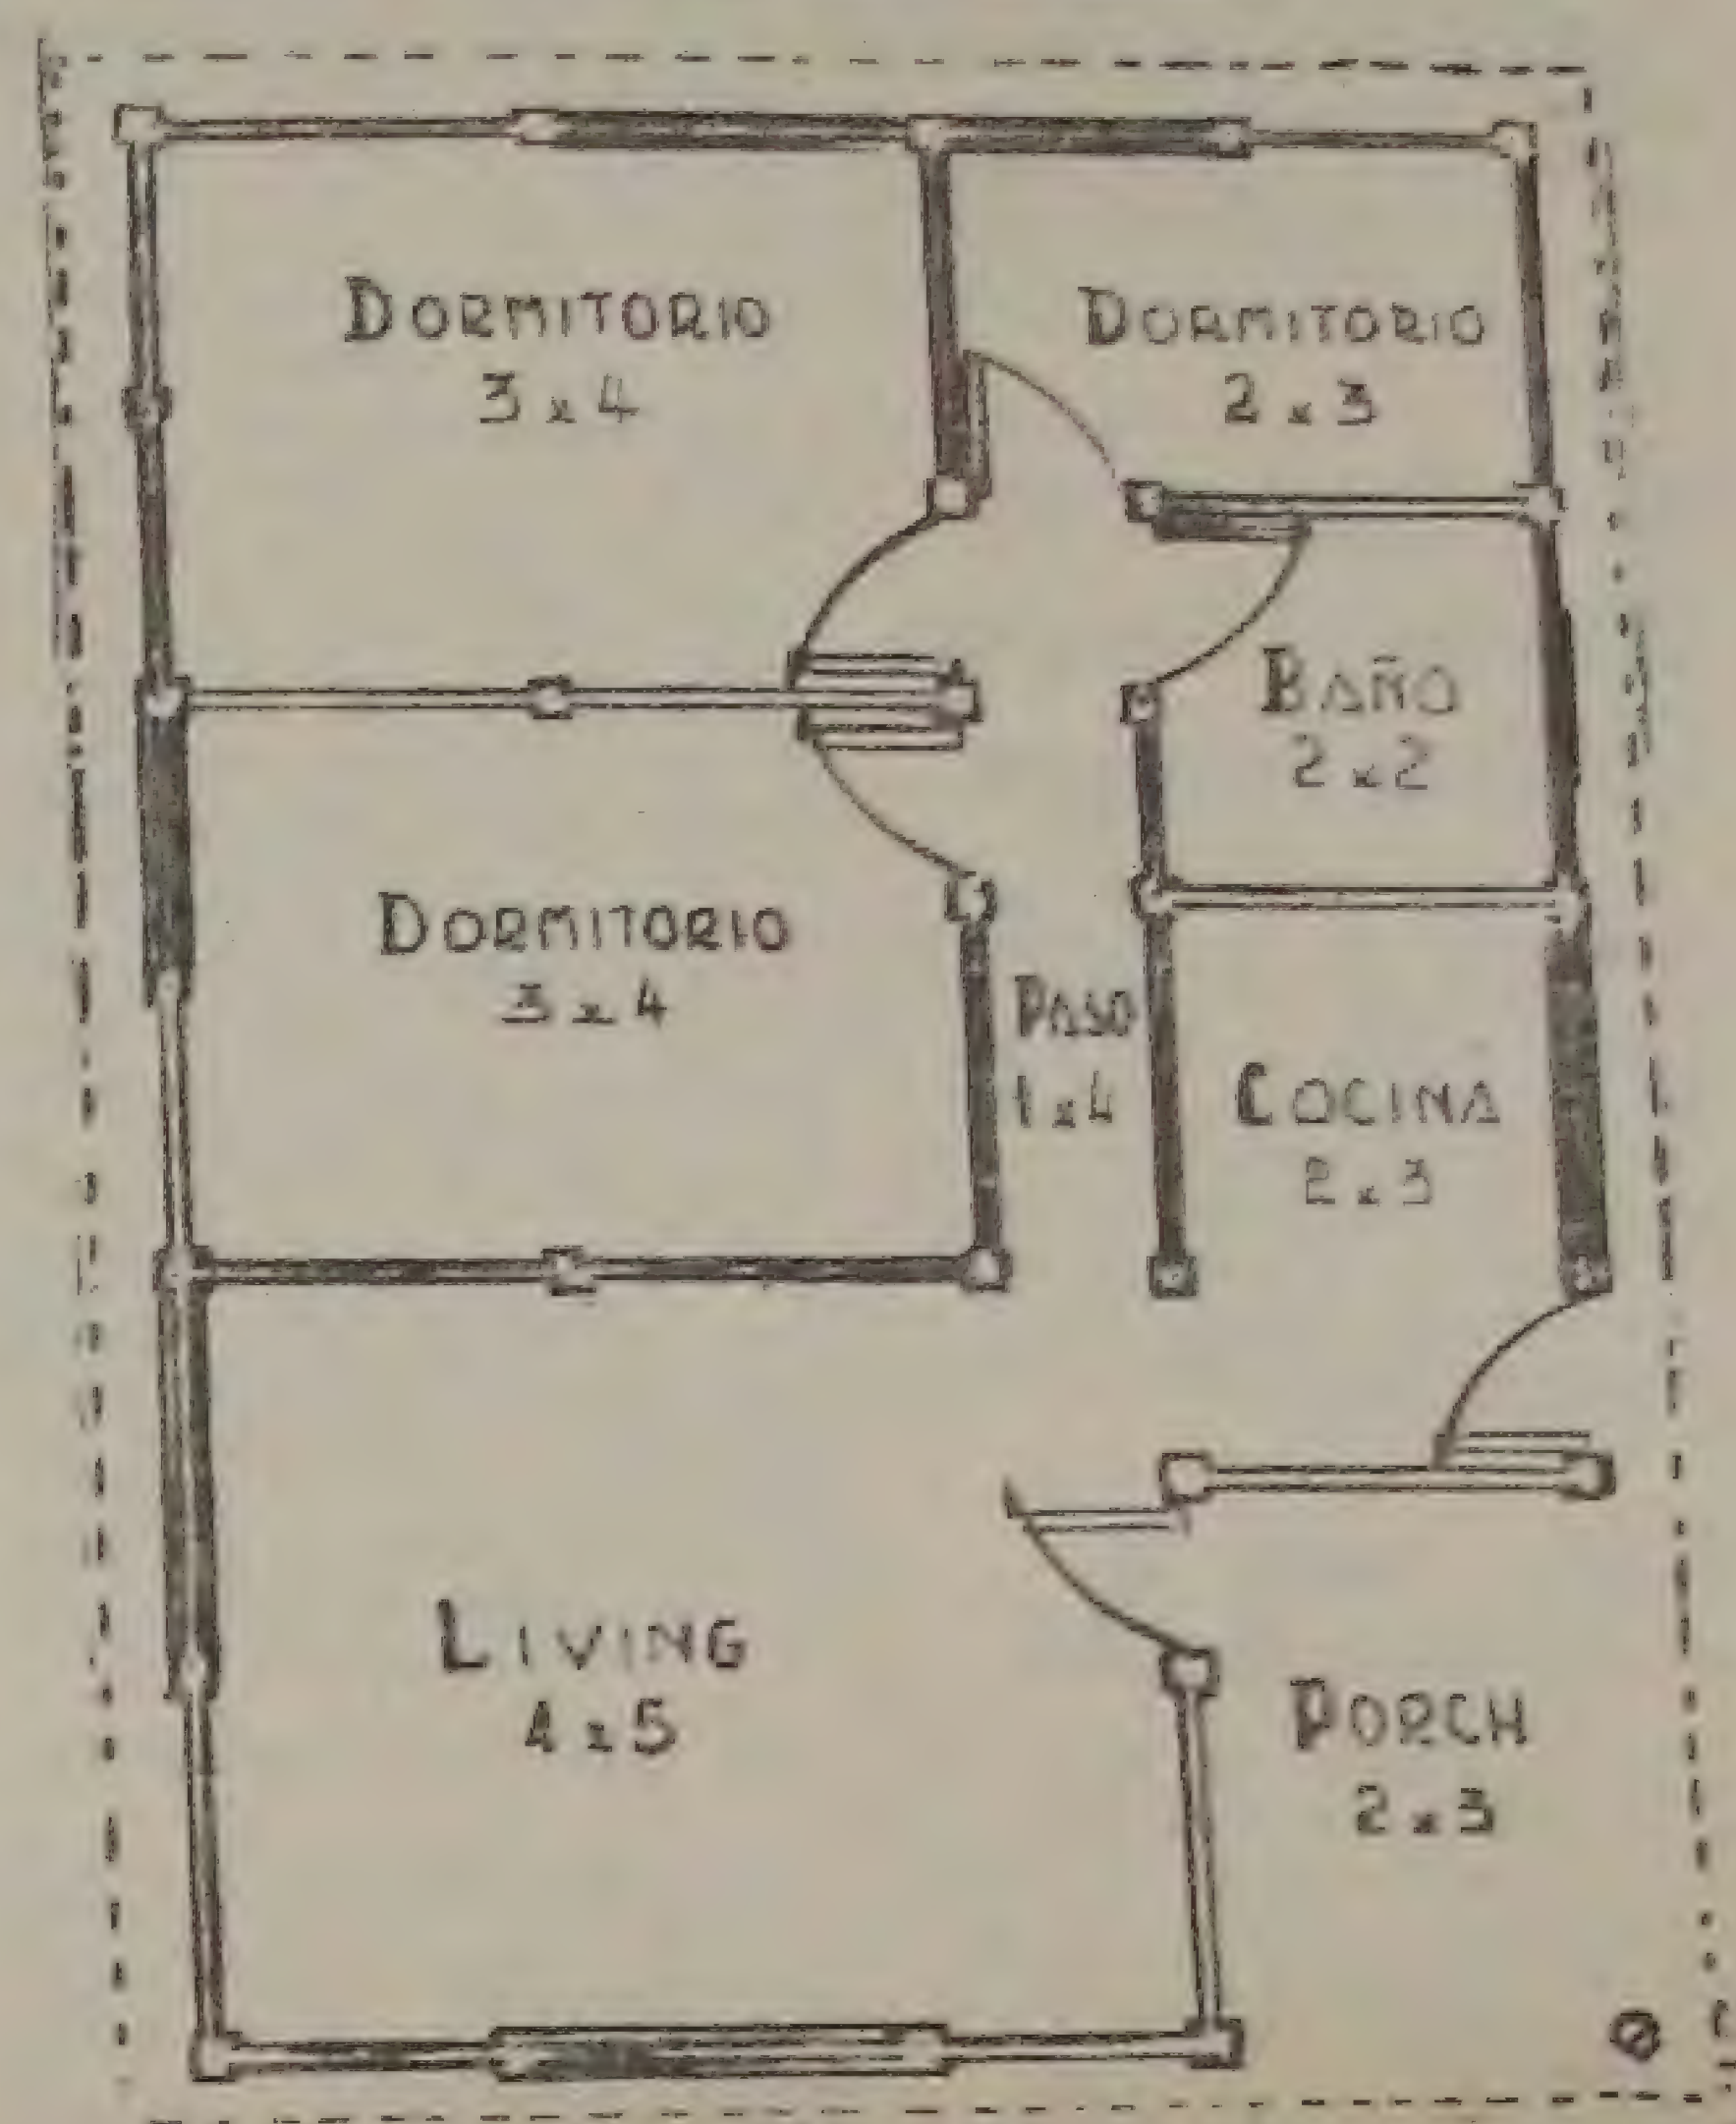 DORMITORIO
3 x 4
DORMITORIO
2 x 3
BAÑO
2 x 2
DORMITORIO
3 x 4
PASO
1 x 4
COCINA
2 x 3
LIVING
4 x 5
PORCH
2 x 3